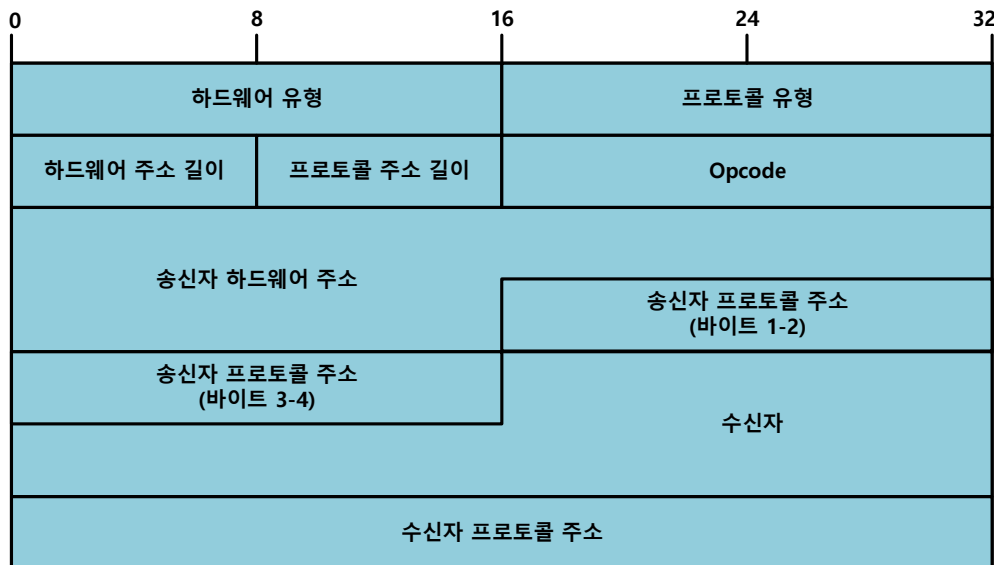 0 8 16 24 32
하드웨어 유형 프로토콜 유형
하드웨어 주소 길이 프로토콜 주소 길이 Opcode
송신자 하드웨어 주소
송신자 프로토콜 주소
(바이트 1-2)
송신자 프로토콜 주소
(바이트 3-4)
수신자
수신자 프로토콜 주소